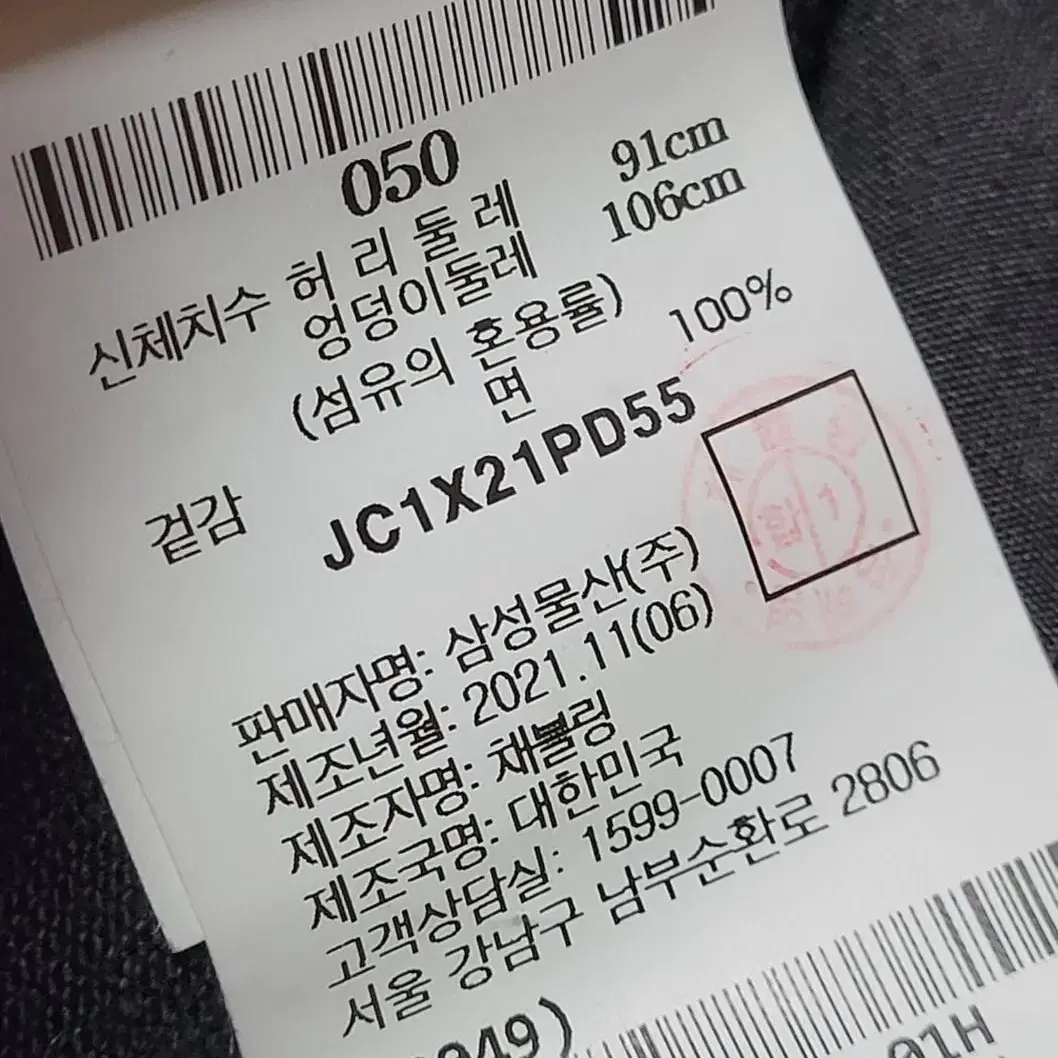 050
신체치수 허리둘레 91cm
엉덩이둘레 106cm
(섬유의 혼용률)
겉감 면 100%
JC1X21PD55
합 1
판매자명: 삼성물산(주)
제조년월: 2021.11(06)
제조자명: 채블링
제조국명: 대한민국
고객상담실: 1599-0007
서울 강남구 남부순환로 2806